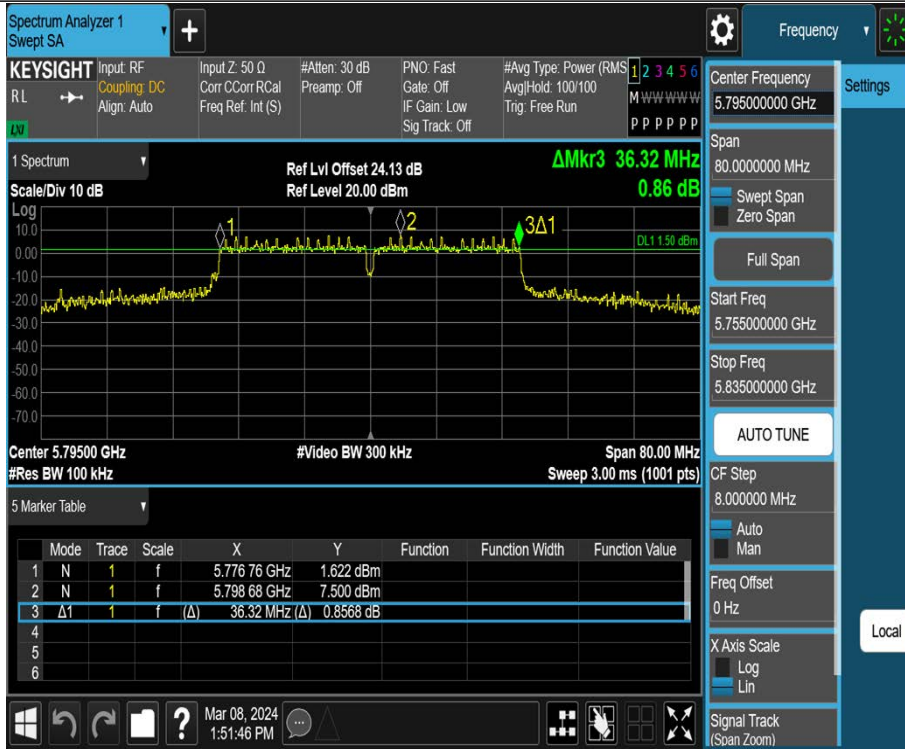 Spectrum Analyzer 1
Swept SA
+
Frequency
KEYSIGHT
RL
LXI
Input: RF
Coupling: DC
Align: Auto
Input Z: 50 Ω
Corr CCorr RCal
Freq Ref: Int (S)
#Atten: 30 dB
Preamp: Off
PNO: Fast
Gate: Off
IF Gain: Low
Sig Track: Off
#Avg Type: Power (RMS
Avg|Hold: 100/100
Trig: Free Run
1 2 3 4 5 6
M W W W W W
P P P P P P
1 Spectrum
Scale/Div 10 dB
Ref Lvl Offset 24.13 dB
Ref Level 20.00 dBm
ΔMkr3 36.32 MHz
0.86 dB
Log
10.0
0.00
-10.0
-20.0
-30.0
-40.0
-50.0
-60.0
-70.0
1
2
3Δ1
DL1 1.50 dBm
Center 5.79500 GHz
#Res BW 100 kHz
#Video BW 300 kHz
Span 80.00 MHz
Sweep 3.00 ms (1001 pts)
5 Marker Table
Mode Trace Scale X Y Function Function Width Function Value
1 N 1 f 5.776 76 GHz 1.622 dBm
2 N 1 f 5.798 68 GHz 7.500 dBm
3 Δ1 1 f (Δ) 36.32 MHz (Δ) 0.8568 dB
4
5
6
?
Mar 08, 2024
1:51:46 PM
Center Frequency
5.795000000 GHz
Span
80.0000000 MHz
Swept Span
Zero Span
Full Span
Start Freq
5.755000000 GHz
Stop Freq
5.835000000 GHz
AUTO TUNE
CF Step
8.000000 MHz
Auto
Man
Freq Offset
0 Hz
X Axis Scale
Log
Lin
Signal Track
(Span Zoom)
Settings
Local